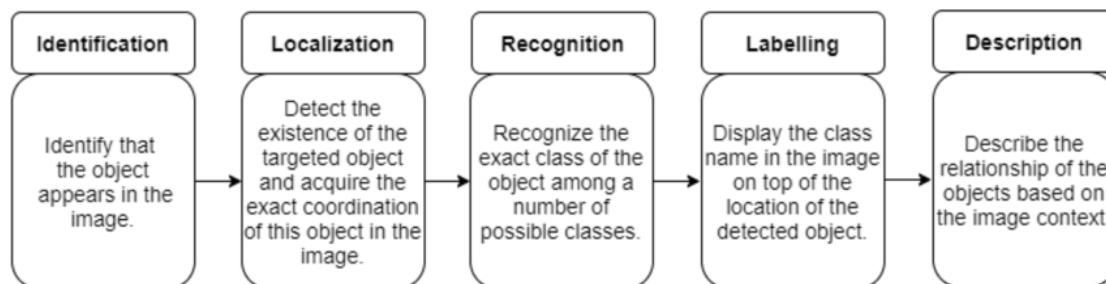 Identification
Identify that
the object
appears in the
image.
Localization
Detect the
existence of the
targeted object
and acquire the
exact coordination
of this object in the
image.
Recognition
Recognize the
exact class of the
object among a
number of
possible classes.
Labelling
Display the class
name in the image
on top of the
location of the
detected object.
Description
Describe the
relationship of the
objects based on
the image context